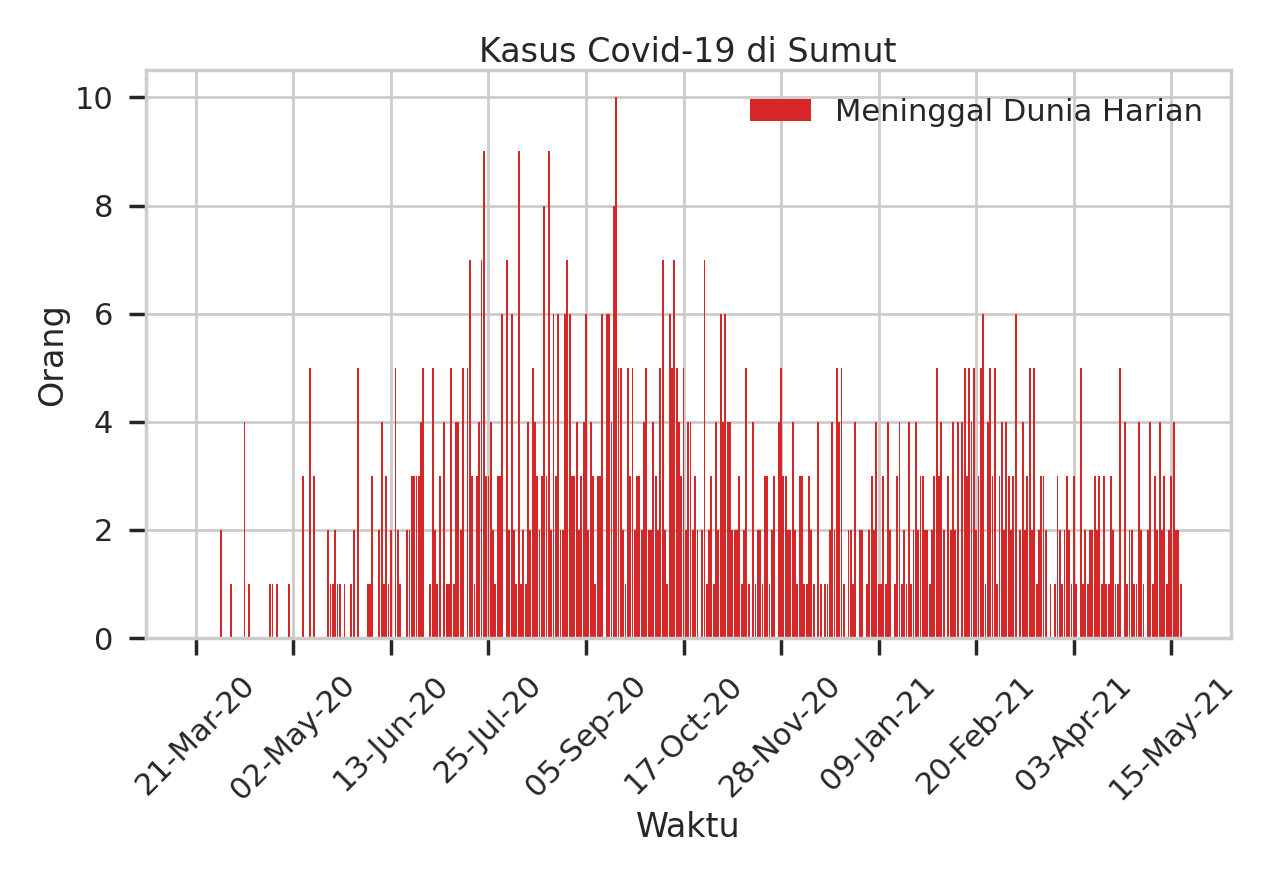 Kasus Covid-19 di Sumut
Meninggal Dunia Harian
Orang
10
8
6
4
2
0
21-Mar-20
02-May-20
13-Jun-20
25-Jul-20
05-Sep-20
17-Oct-20
28-Nov-20
09-Jan-21
20-Feb-21
03-Apr-21
15-May-21
Waktu